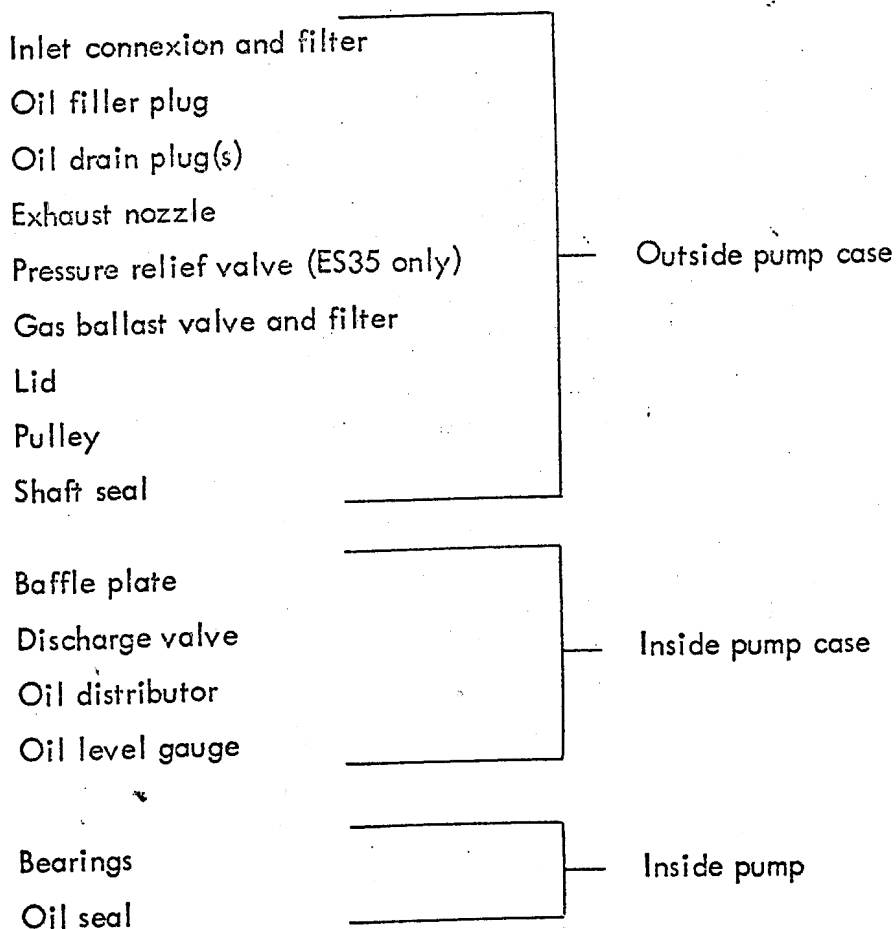 Inlet connexion and filter
Oil filler plug
Oil drain plug(s)
Exhaust nozzle
Pressure relief valve (ES35 only)
Outside pump case
Gas ballast valve and filter
Lid
Pulley
Shaft seal
Baffle plate
Discharge valve
Inside pump case
Oil distributor
Oil level gauge
Bearings
Inside pump
Oil seal